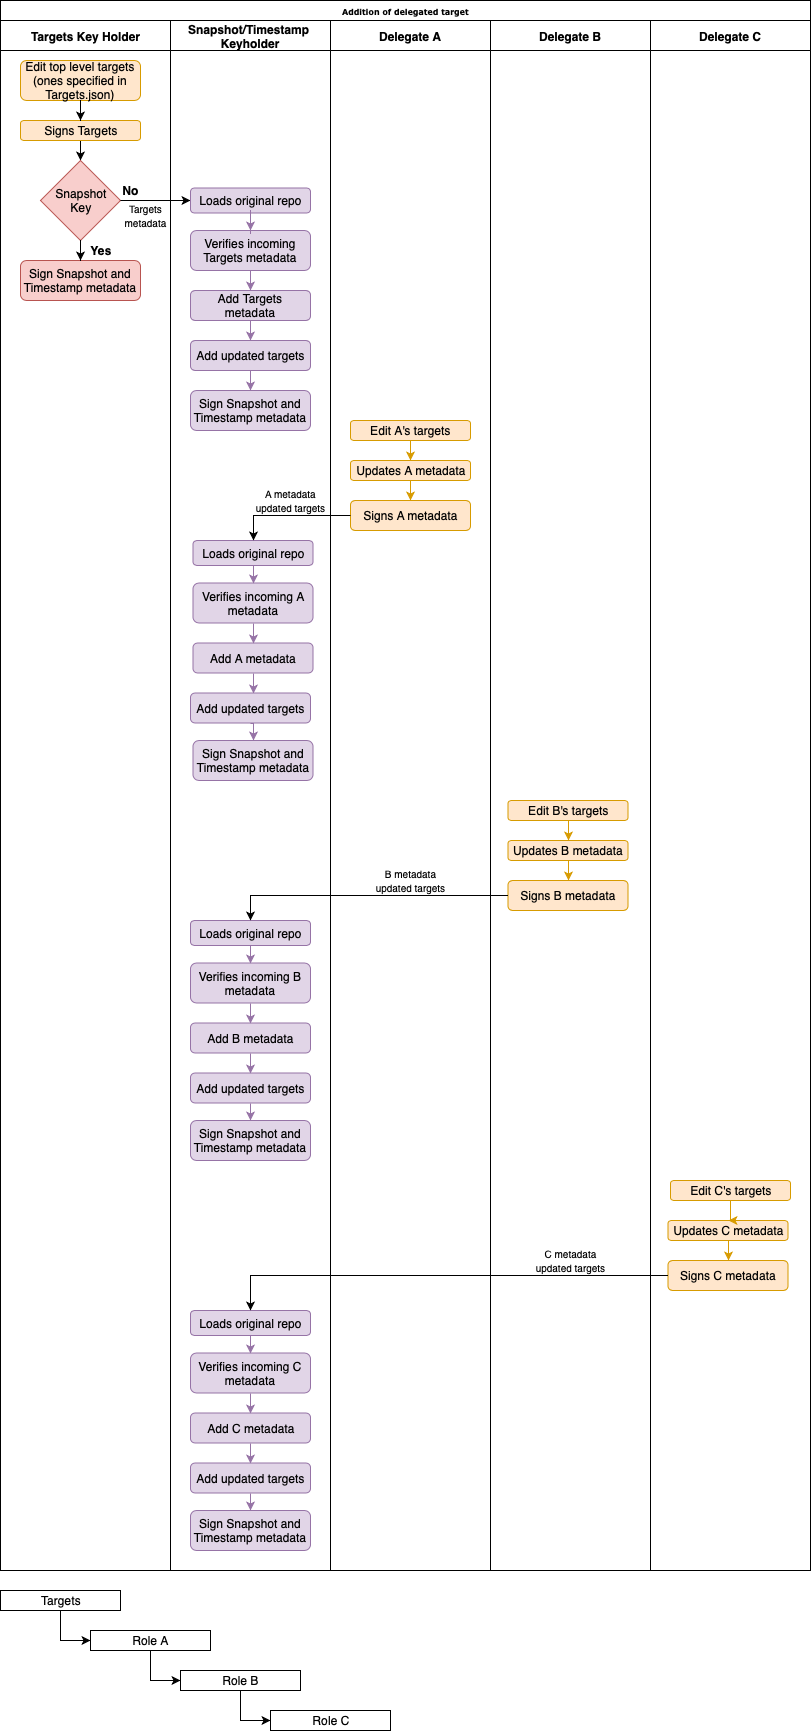 Addition of delegated target
Targets Key Holder
Snapshot/Timestamp
Keyholder
Delegate A
Delegate B
Delegate C
Edit top level targets
(ones specified in
Targets.json)
Signs Targets
Snapshot
Key
No
Targets
metadata
Yes
Sign Snapshot and
Timestamp metadata
Loads original repo
Verifies incoming
Targets metadata
Add Targets
metadata
Add updated targets
Sign Snapshot and
Timestamp metadata
Edit A's targets
Updates A metadata
Signs A metadata
A metadata
updated targets
Loads original repo
Verifies incoming A
metadata
Add A metadata
Add updated targets
Sign Snapshot and
Timestamp metadata
Edit B's targets
Updates B metadata
Signs B metadata
B metadata
updated targets
Loads original repo
Verifies incoming B
metadata
Add B metadata
Add updated targets
Sign Snapshot and
Timestamp metadata
Edit C's targets
Updates C metadata
Signs C metadata
C metadata
updated targets
Loads original repo
Verifies incoming C
metadata
Add C metadata
Add updated targets
Sign Snapshot and
Timestamp metadata
Targets
Role A
Role B
Role C